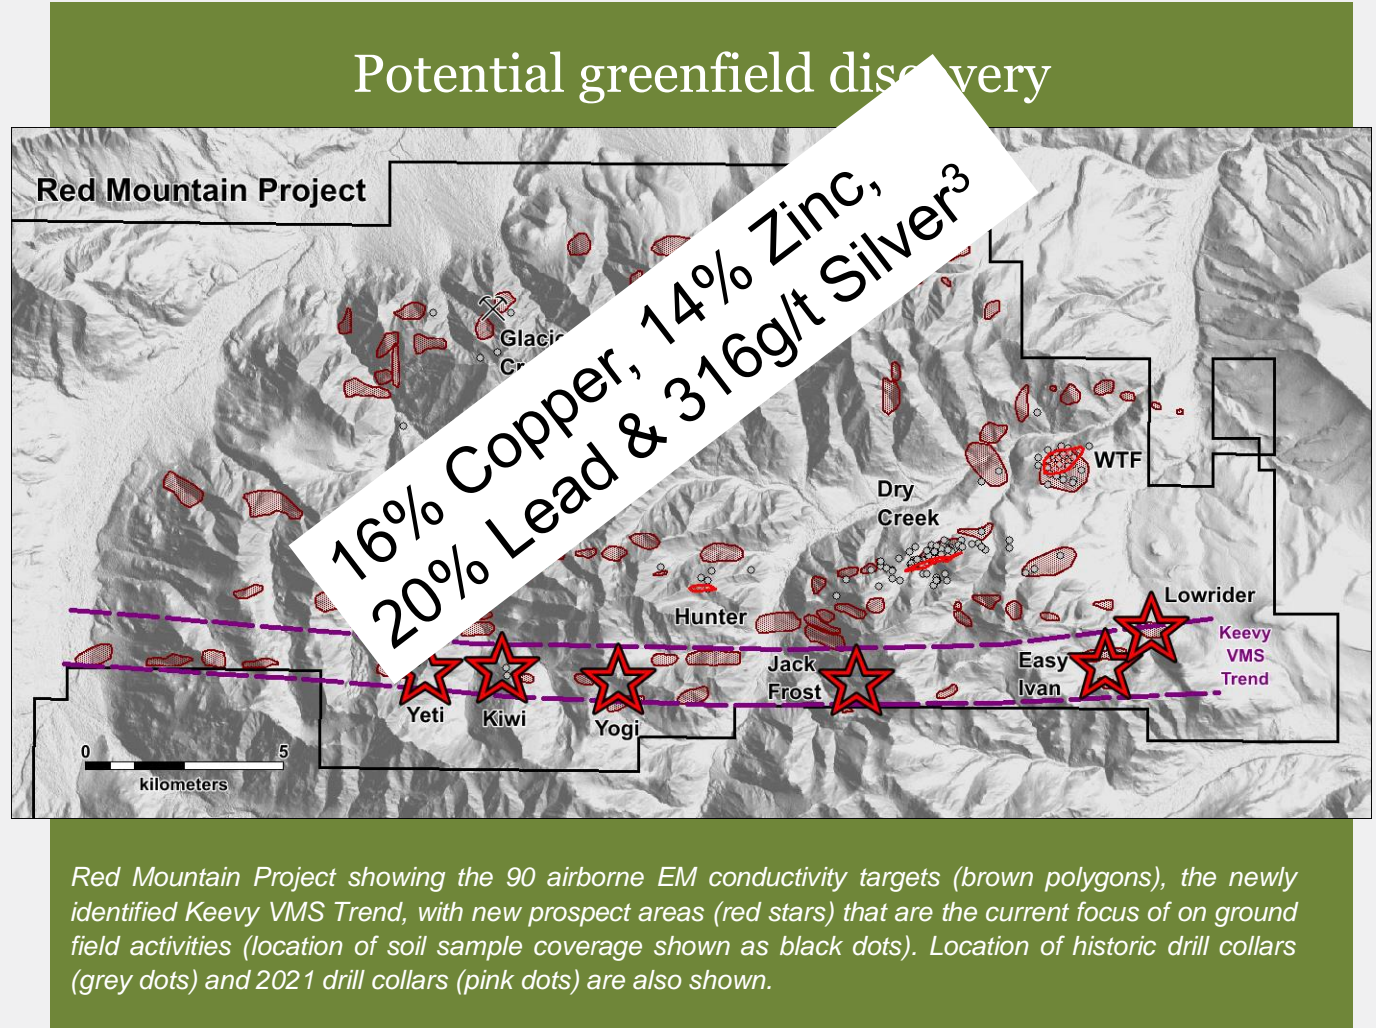 Potential greenfield discovery
Red Mountain Project
16% Copper, 14% Zinc,
20% Lead & 316g/t Silver3
WTF
Dry
Creek
Hunter
Lowrider
Keevy
VMS
Trend
Jack
Frost
Easy
Ivan
Yeti
Kiwi
Yogi
0 5
kilometers
Red Mountain Project showing the 90 airborne EM conductivity targets (brown polygons), the newly
identified Keevy VMS Trend, with new prospect areas (red stars) that are the current focus of on ground
field activities (location of soil sample coverage shown as black dots). Location of historic drill collars
(grey dots) and 2021 drill collars (pink dots) are also shown.